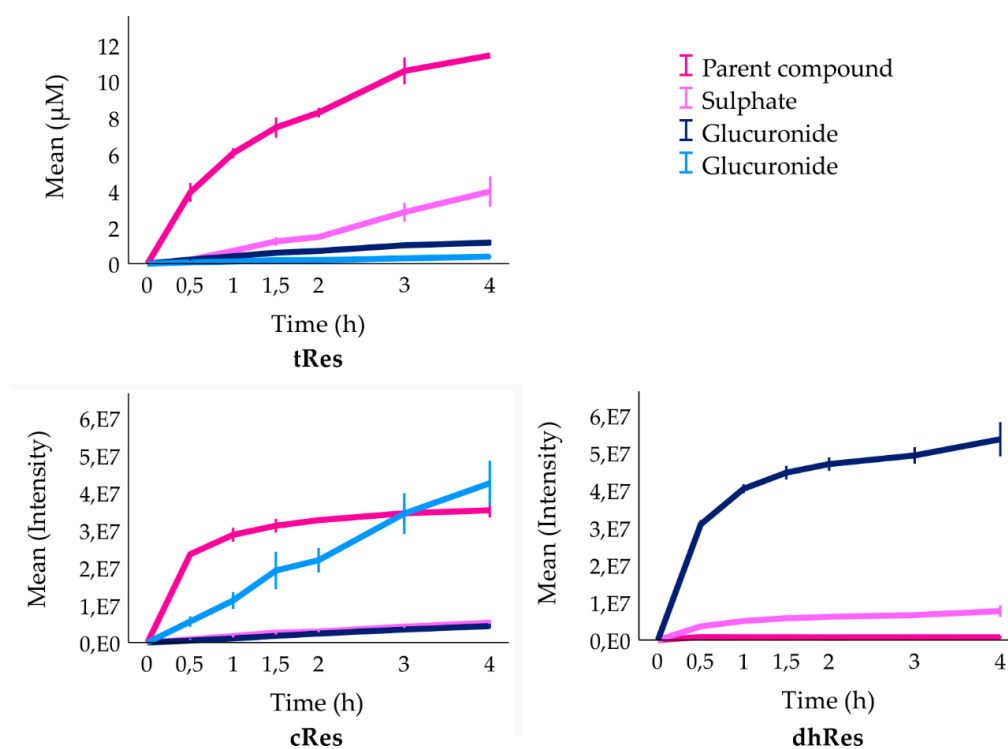 Mean (µM)
12
10
8
6
4
2
0
0 0,5 1 1,5 2 3 4
Time (h)
tRes
Parent compound
Sulphate
Glucuronide
Glucuronide
Mean (Intensity)
6,E7
5,E7
4,E7
3,E7
2,E7
1,E7
0,E0
0 0,5 1 1,5 2 3 4
Time (h)
cRes
Mean (Intensity)
6,E7
5,E7
4,E7
3,E7
2,E7
1,E7
0,E0
0 0,5 1 1,5 2 3 4
Time (h)
dhRes